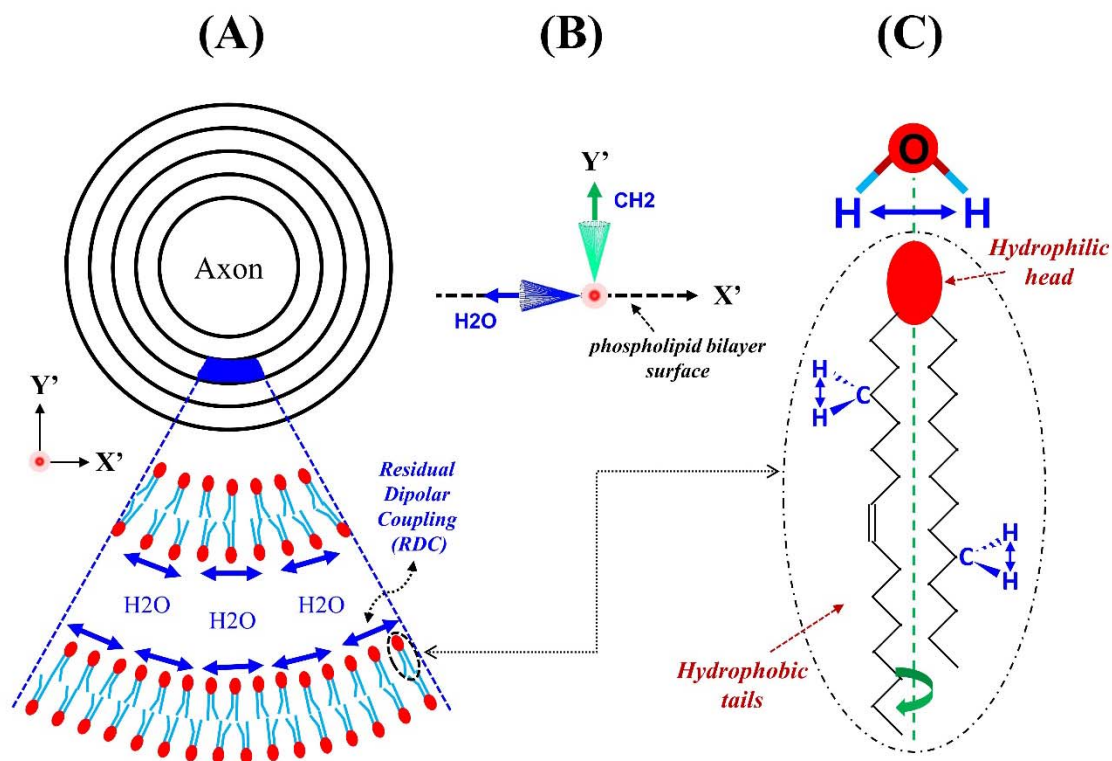 (A)
(B)
(C)
Axon
Y'
X'
Residual
Dipolar
Coupling
(RDC)
H2O
H2O
H2O
Y'
CH2
X'
H2O
phospholipid bilayer
surface
O
H
H
Hydrophilic
head
H
C
H
H
C
H
Hydrophobic
tails